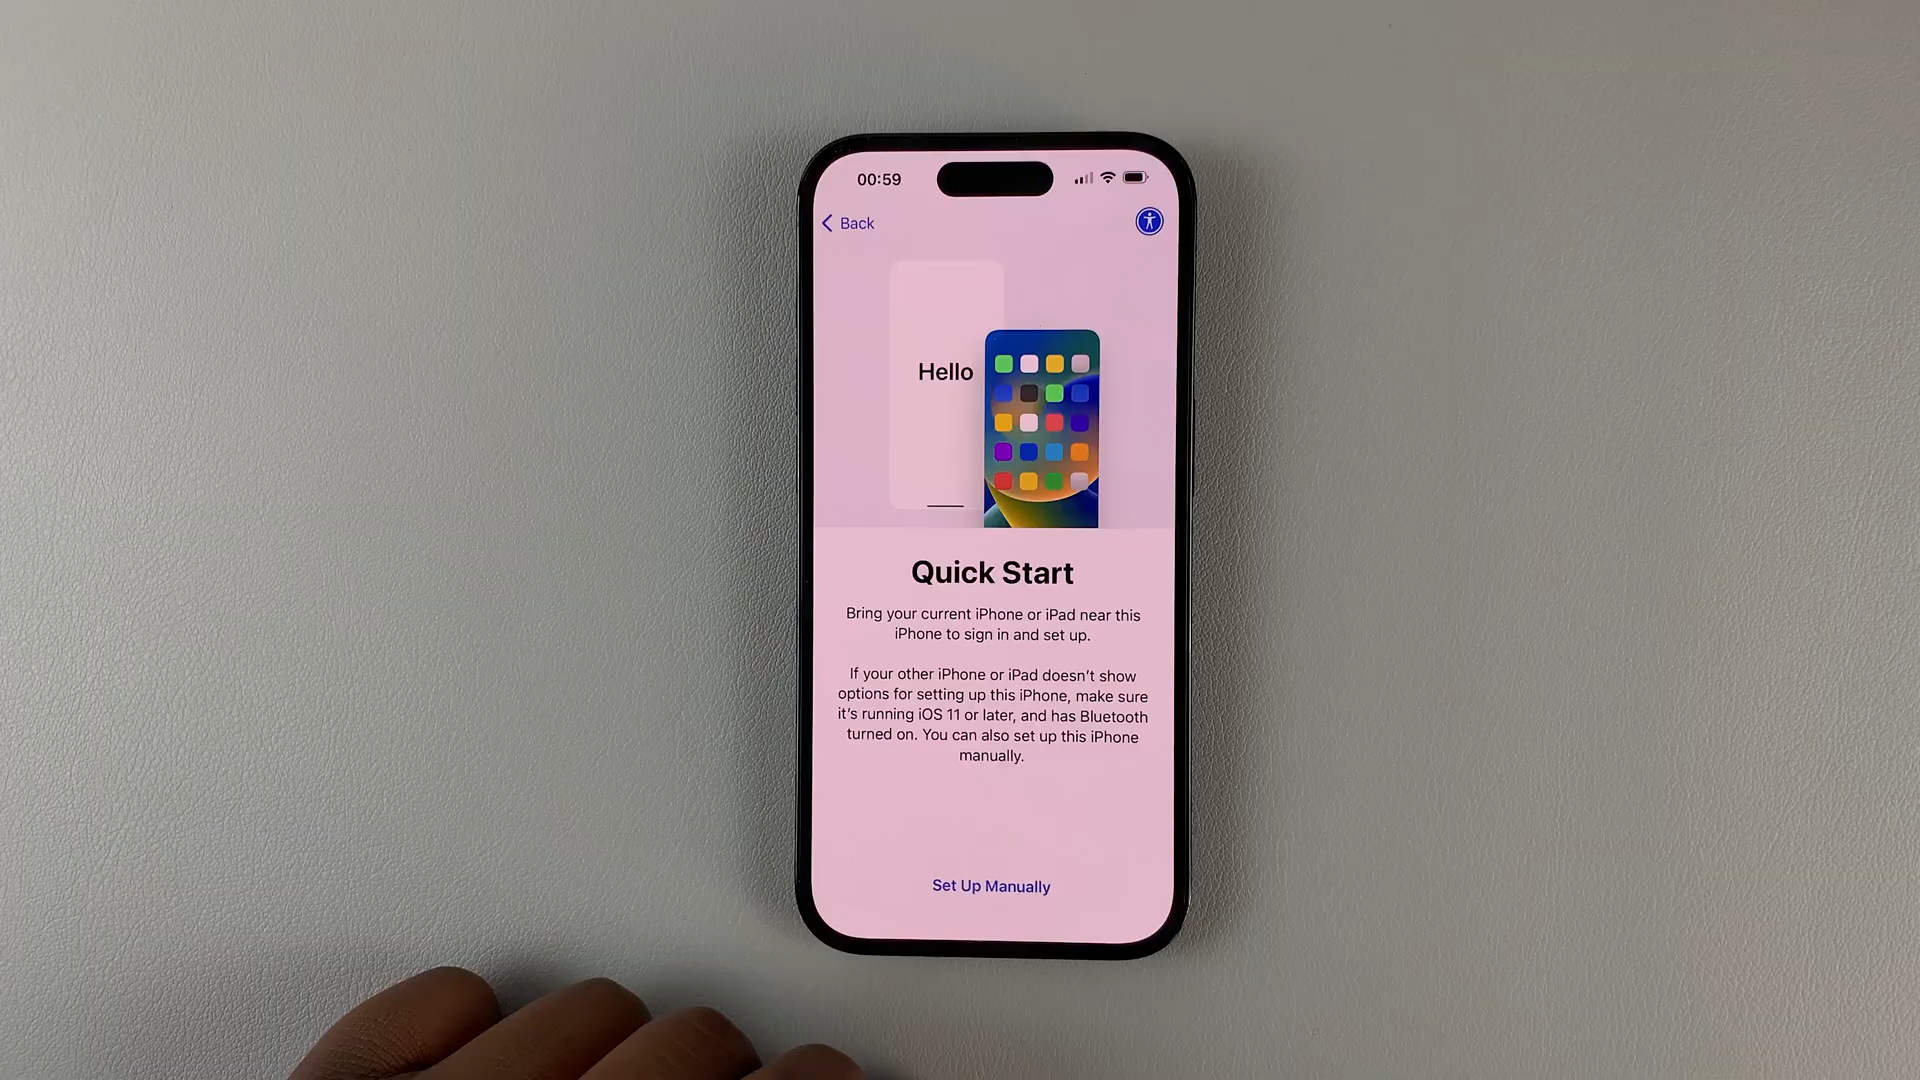 00:59
Back
Hello
Quick Start
Bring your current iPhone or iPad near this
iPhone to sign in and set up.
If your other iPhone or iPad doesn't show
options for setting up this iPhone, make sure
it's running iOS 11 or later, and has Bluetooth
turned on. You can also set up this iPhone
manually.
Set Up Manually